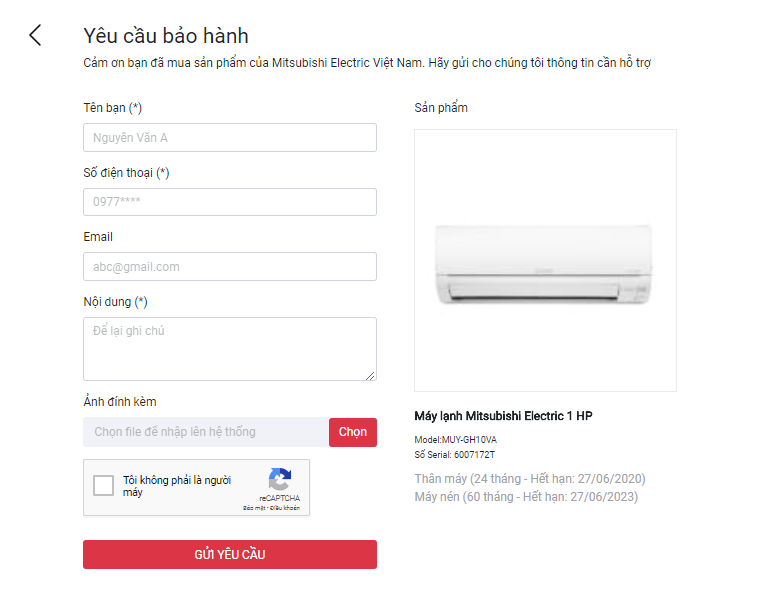 Yêu cầu bảo hành
Cảm ơn bạn đã mua sản phẩm của Mitsubishi Electric Việt Nam. Hãy gửi cho chúng tôi thông tin cần hỗ trợ
Tên bạn (*)
Nguyễn Văn A
Số điện thoại (*)
0977****
Email
abc@gmail.com
Nội dung (*)
Để lại ghi chú
Ảnh đính kèm
Chọn file để nhập lên hệ thống
Chọn
Tôi không phải là người
máy
reCAPTCHA
Bảo mật - Điều khoản
GỬI YÊU CẦU
Sản phẩm
Máy lạnh Mitsubishi Electric 1 HP
Model:MUY-GH10VA
Số Serial: 6007172T
Thân máy (24 tháng - Hết hạn: 27/06/2020)
Máy nén (60 tháng - Hết hạn: 27/06/2023)